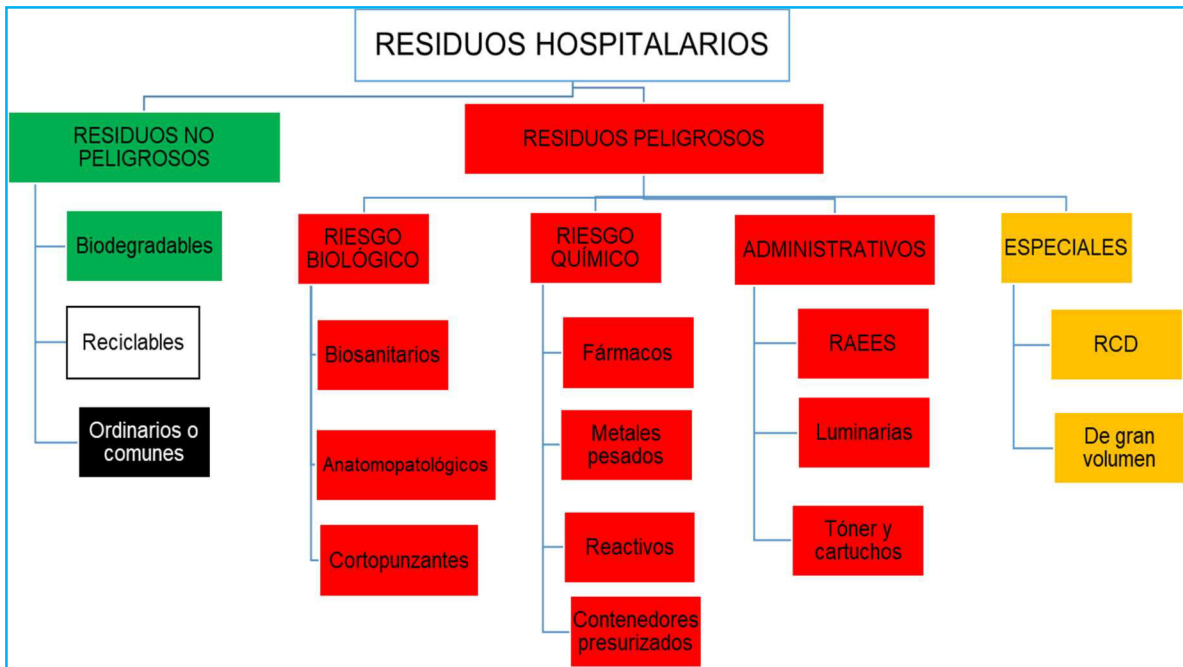 RESIDUOS HOSPITALARIOS
RESIDUOS NO
PELIGROSOS
RESIDUOS PELIGROSOS
Biodegradables
Reciclables
Ordinarios o
comunes
RIESGO
BIOLÓGICO
Biosanitarios
Anatomopatológicos
Cortopunzantes
RIESGO
QUÍMICO
Fármacos
Metales
pesados
Reactivos
Contenedores
presurizados
ADMINISTRATIVOS
RAEES
Luminarias
Tóner y
cartuchos
ESPECIALES
RCD
De gran
volumen